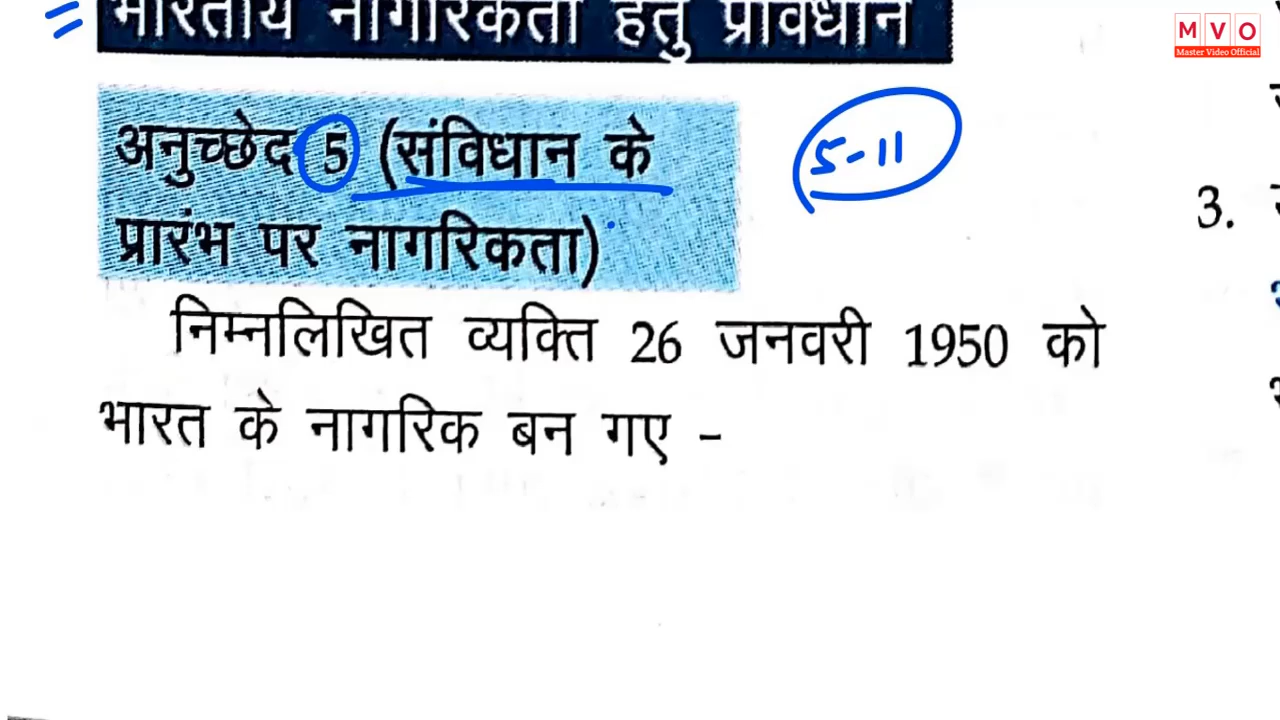 भारतीय नागरिकता हेतु प्रावधान
M V O
Master Video Official
अनुच्छेद 5 (संविधान के
प्रारंभ पर नागरिकता)
5-11
निम्नलिखित व्यक्ति 26 जनवरी 1950 को
भारत के नागरिक बन गए -
3.